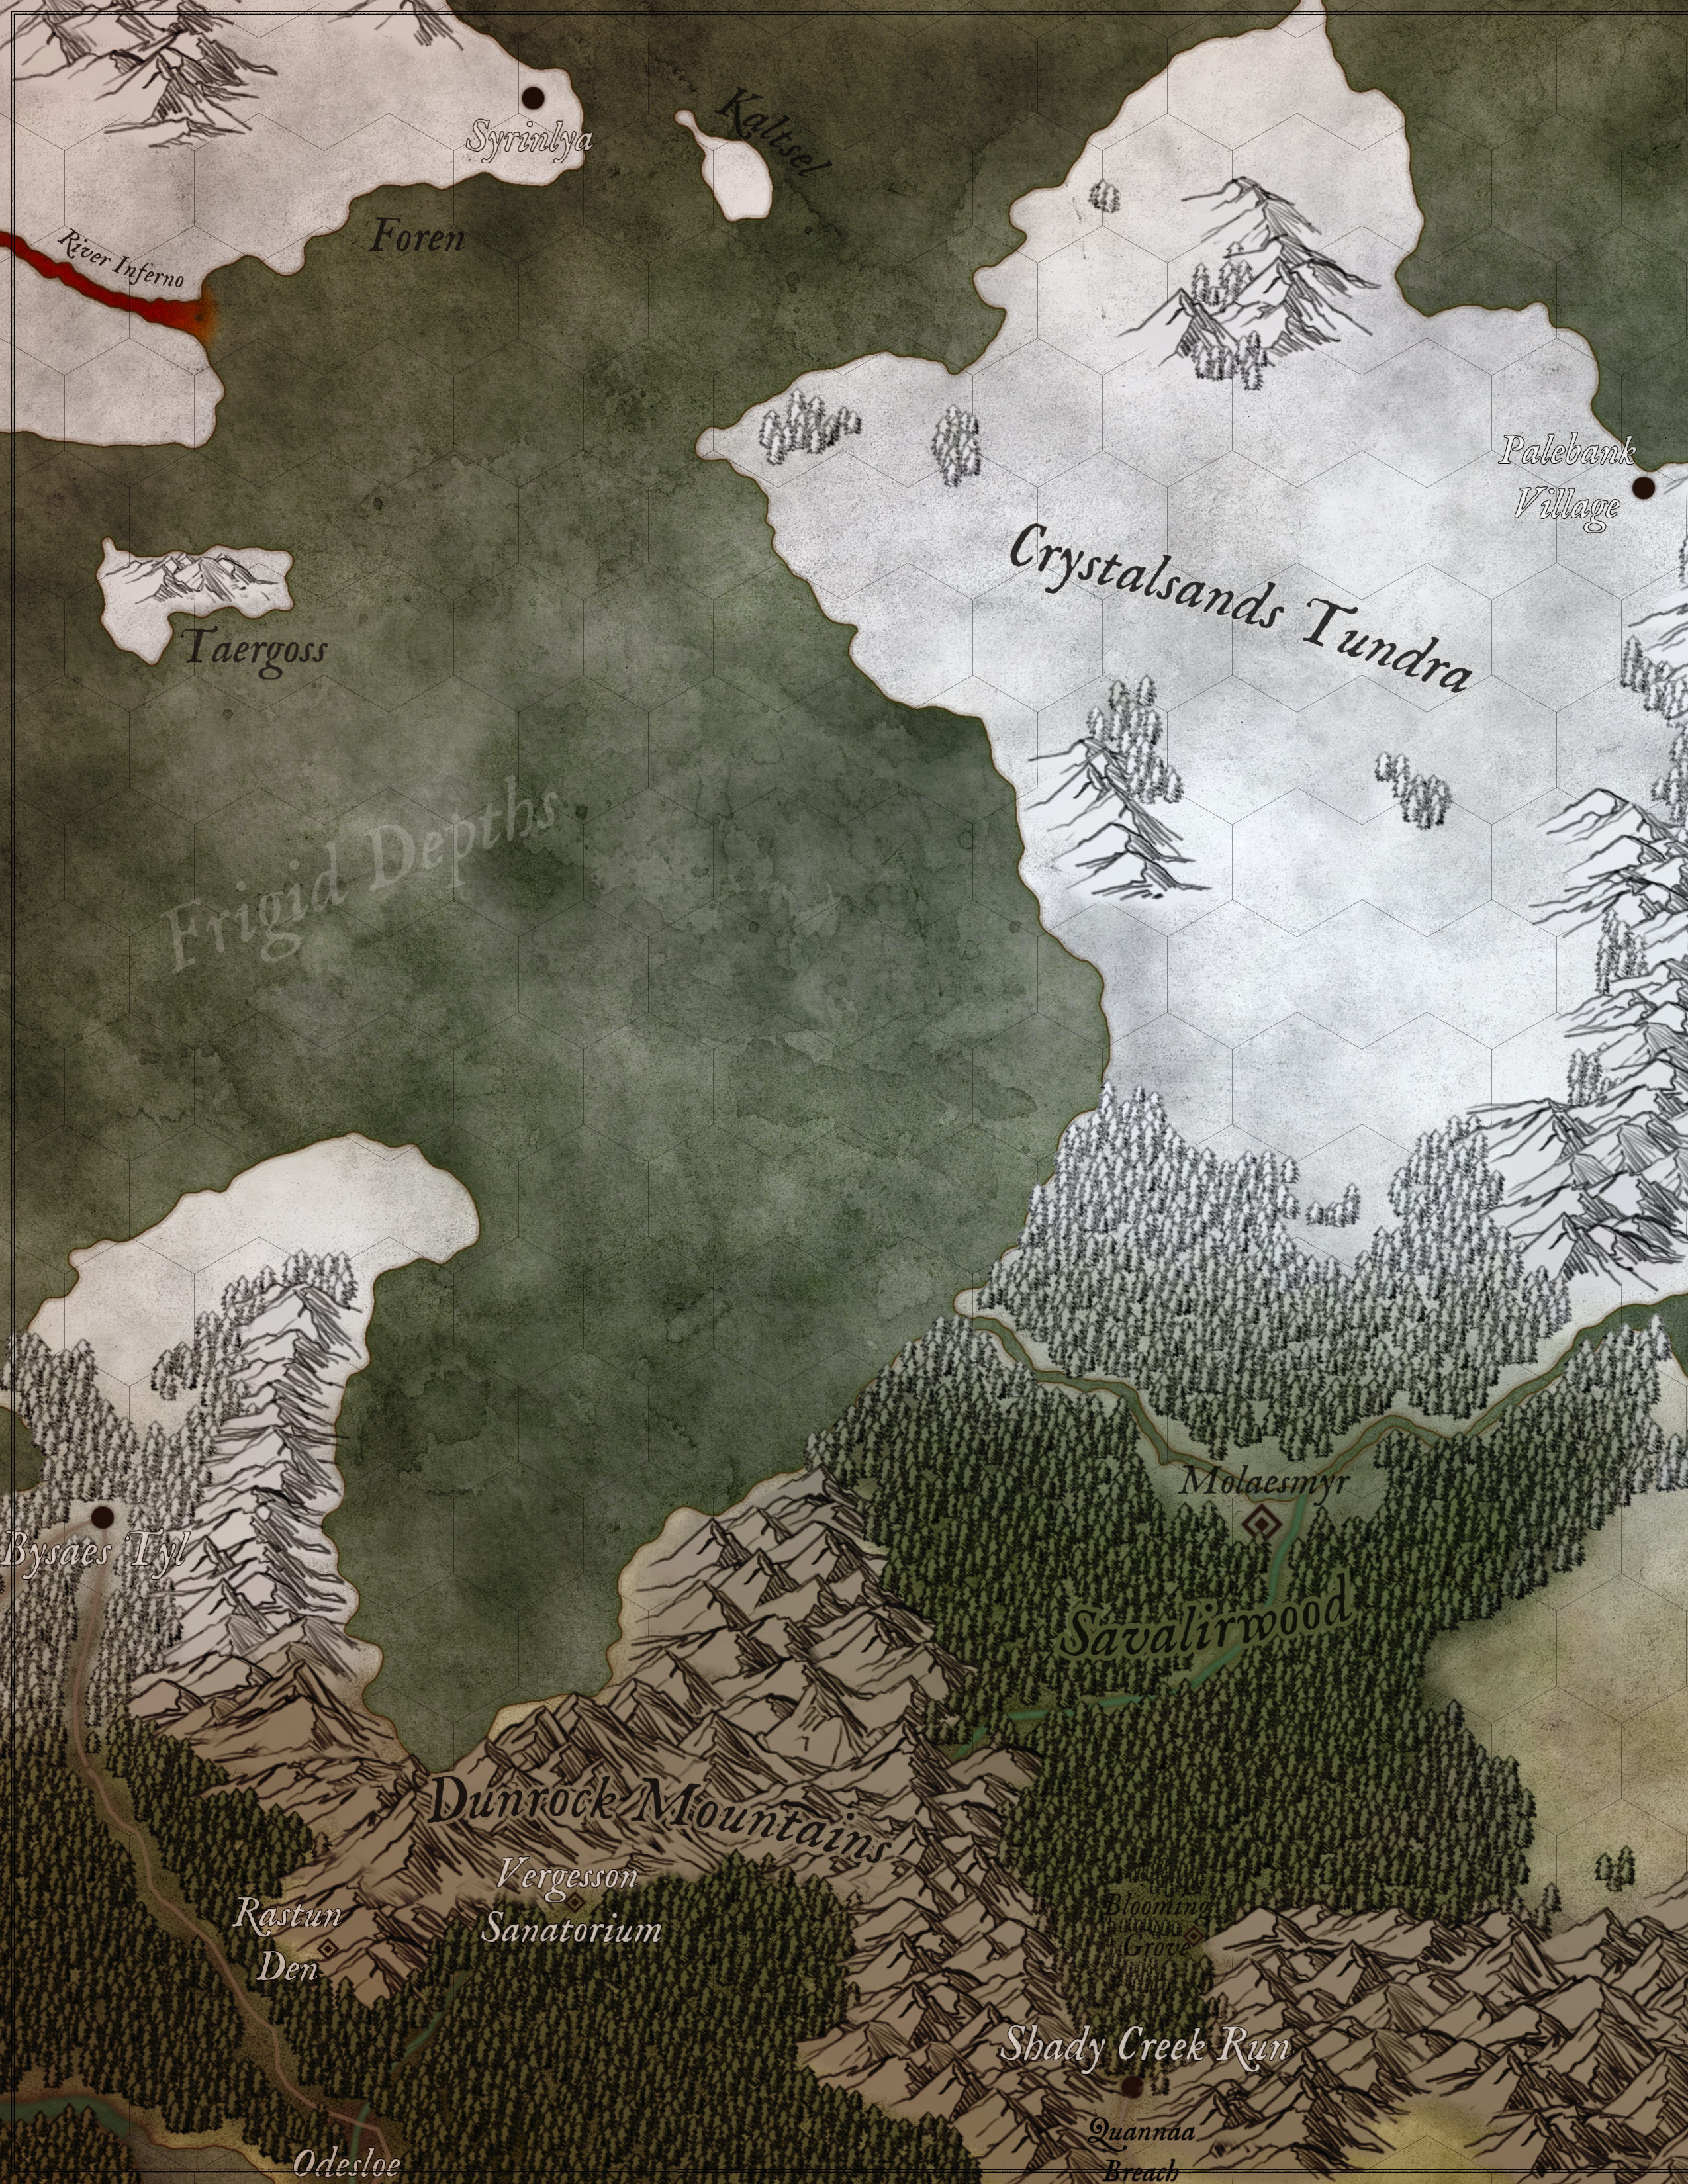 Kaltsel
Syrinlya
Foren
River Inferno
Palebank
Village
Crystalsands Tundra
Taergoss
Frigid Depths
Molaesmyr
Bysaes Tyl
Savalirwood
Dunrock Mountains
Vergesson
Sanatorium
Rastun
Den
Blooming
Grove
Shady Creek Run
Quannaa
Breach
Odesloe